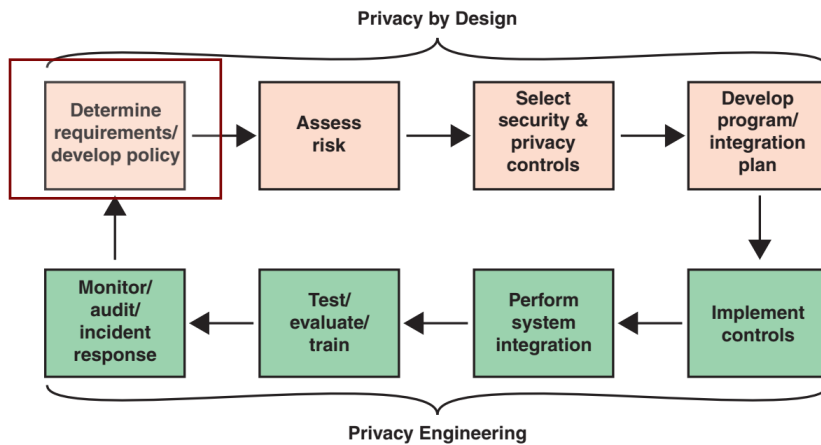 Privacy by Design
Determine
requirements/
develop policy
Assess
risk
Select
security &
privacy
controls
Develop
program/
integration
plan
Monitor/
audit/
incident
response
Test/
evaluate/
train
Perform
system
integration
Implement
controls
Privacy Engineering